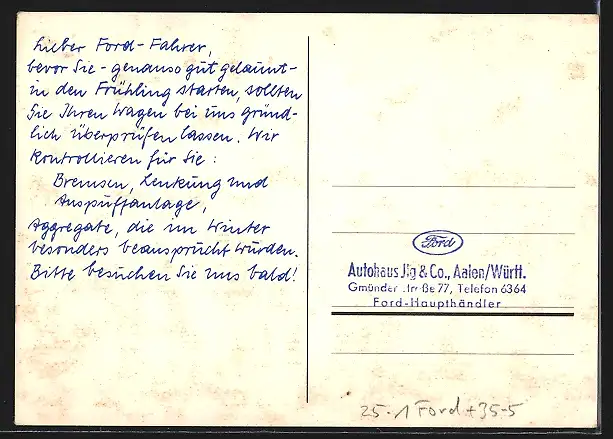 Lieber Ford-Fahrer,
bevor Sie - genauso gut gelaunt -
in den Frühling starten, sollten
Sie Ihren Wagen bei uns gründ-
lich überprüfen lassen. Wir
kontrollieren für Sie:
Bremsen, Lenkung und
Auspuffanlage,
Aggregate, die im Winter
besonders beansprucht wurden.
Bitte besuchen Sie uns bald!
Ford
Autohaus & Co., Aalen/Württ.
Gmünder 77, Telefon 6364
Ford-Haupthändler
25-1 Ford + 35-5